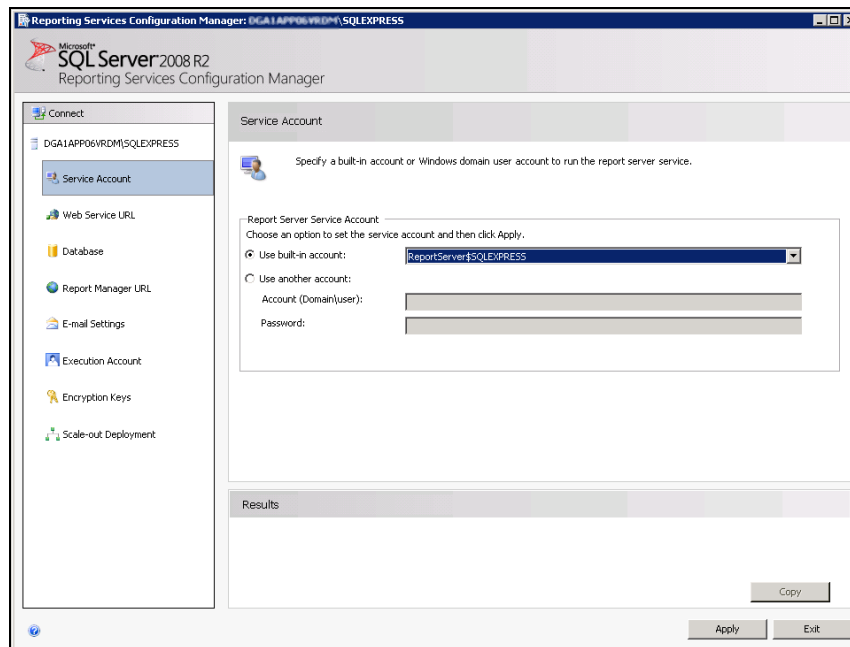 Reporting Services Configuration Manager: DGA1APP06VRDM\SQLEXPRESS
Microsoft®
SQL Server® 2008 R2
Reporting Services Configuration Manager
Connect
DGA1APP06VRDM\SQLEXPRESS
Service Account
Web Service URL
Database
Report Manager URL
E-mail Settings
Execution Account
Encryption Keys
Scale-out Deployment
Service Account
Specify a built-in account or Windows domain user account to run the report server service.
Report Server Service Account
Choose an option to set the service account and then click Apply.
Use built-in account:
ReportServer$SQLEXPRESS
Use another account:
Account (Domain\user):
Password:
Results
Copy
Apply
Exit